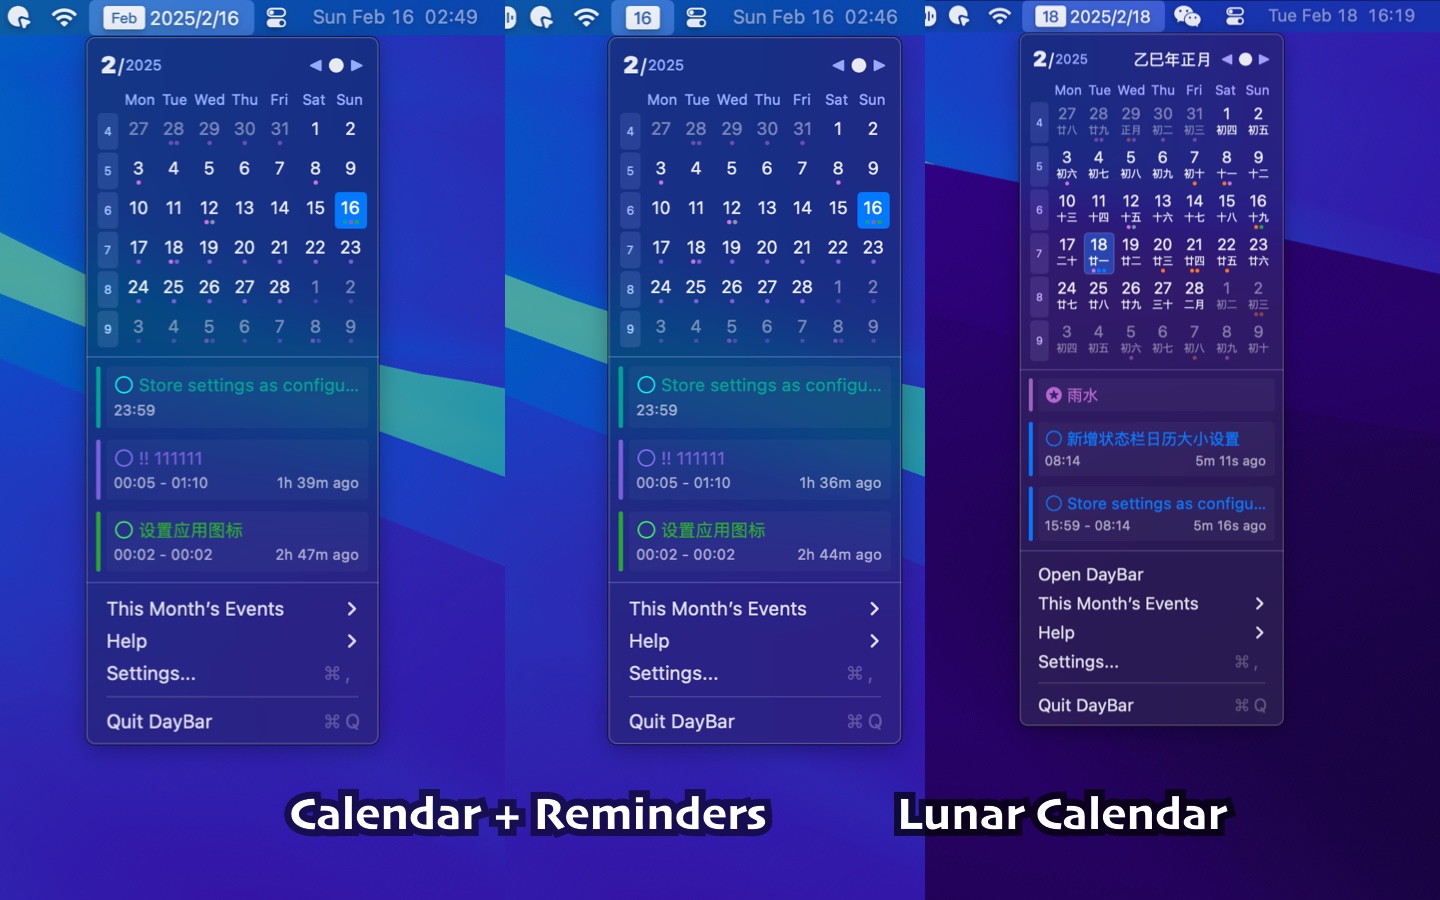 Feb 2025/2/16
Sun Feb 16 02:49
2/2025
Mon Tue Wed Thu Fri Sat Sun
4 27 28 29 30 31 1 2
5 3 4 5 6 7 8 9
6 10 11 12 13 14 15 16
7 17 18 19 20 21 22 23
8 24 25 26 27 28 1 2
9 3 4 5 6 7 8 9
Store settings as configu...
23:59
!! 111111
00:05 - 01:10 1h 39m ago
设置应用图标
00:02 - 00:02 2h 47m ago
This Month's Events
Help
Settings... ⌘ ,
Quit DayBar ⌘ Q
16
Sun Feb 16 02:46
2/2025
Mon Tue Wed Thu Fri Sat Sun
4 27 28 29 30 31 1 2
5 3 4 5 6 7 8 9
6 10 11 12 13 14 15 16
7 17 18 19 20 21 22 23
8 24 25 26 27 28 1 2
9 3 4 5 6 7 8 9
Store settings as configu...
23:59
!! 111111
00:05 - 01:10 1h 36m ago
设置应用图标
00:02 - 00:02 2h 44m ago
This Month's Events
Help
Settings... ⌘ ,
Quit DayBar ⌘ Q
18 2025/2/18
Tue Feb 18 16:19
2/2025 乙巳年正月
Mon Tue Wed Thu Fri Sat Sun
4 27 28 29 30 31 1 2
廿八 廿九 正月 初二 初三 初四 初五
5 3 4 5 6 7 8 9
初六 初七 初八 初九 初十 十一 十二
6 10 11 12 13 14 15 16
十三 十四 十五 十六 十七 十八 十九
7 17 18 19 20 21 22 23
二十 廿一 廿二 廿三 廿四 廿五 廿六
8 24 25 26 27 28 1 2
廿七 廿八 廿九 三十 二月 初二 初三
9 3 4 5 6 7 8 9
初四 初五 初六 初七 初八 初九 初十
雨水
新增状态栏日历大小设置
08:14 5m 11s ago
Store settings as configu...
15:59 - 08:14 5m 16s ago
Open DayBar
This Month's Events
Help
Settings... ⌘ ,
Quit DayBar ⌘ Q
Calendar + Reminders
Lunar Calendar